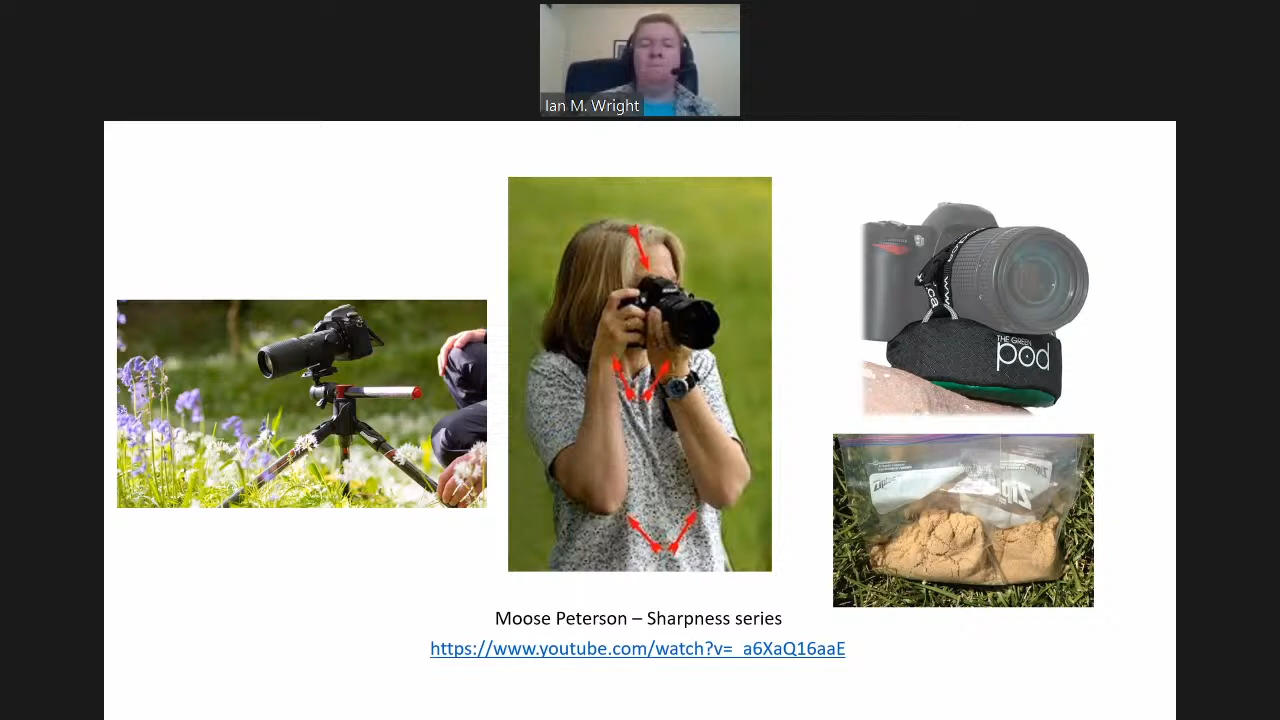 Ian M. Wright
THE GREEN
pod
Moose Peterson – Sharpness series
https://www.youtube.com/watch?v=_a6XaQ16aaE